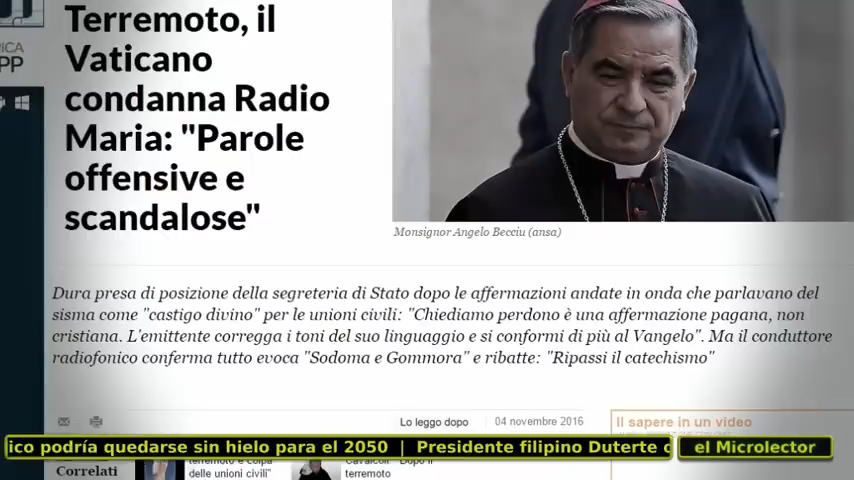 Terremoto, il
Vaticano
condanna Radio
Maria: "Parole
offensive e
scandalose"
Monsignor Angelo Becciu (ansa)
Dura presa di posizione della segreteria di Stato dopo le affermazioni andate in onda che parlavano del
sisma come "castigo divino" per le unioni civili: "Chiediamo perdono è una affermazione pagana, non
cristiana. L'emittente corregga i toni del suo linguaggio e si conformi di più al Vangelo". Ma il conduttore
radiofonico conferma tutto evoca "Sodoma e Gommora" e ribatte: "Ripassi il catechismo"
Lo leggo dopo
04 novembre 2016
Il sapere in un video
ico podría quedarse sin hielo para el 2050 | Presidente filipino Duterte
el Microlector
Correlati
delle unioni civili"
terremoto